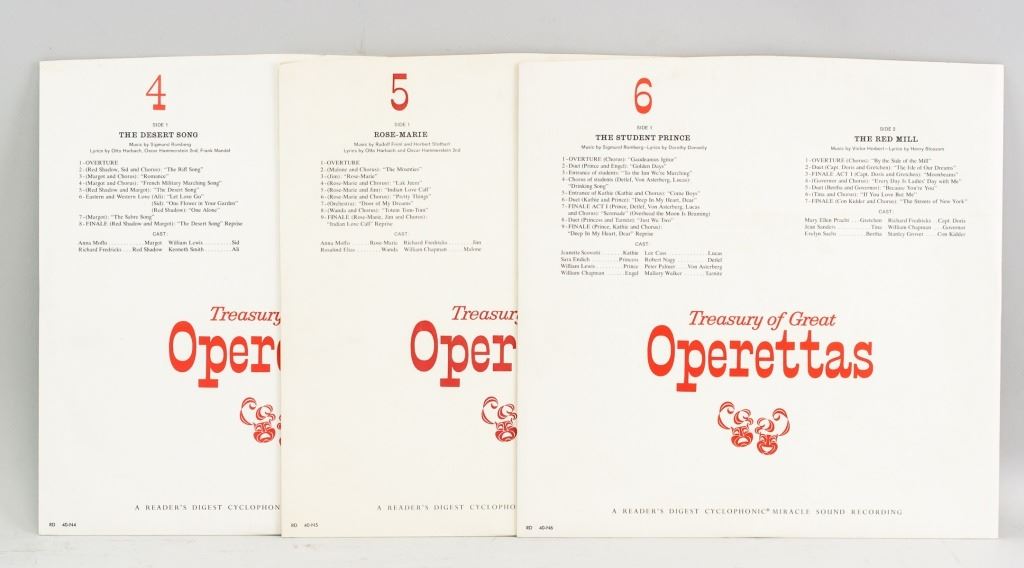 4
SIDE 1
THE DESERT SONG
Music by Sigmund Romberg
Lyrics by Otto Harbach, Oscar Hammerstein 2nd, Frank Mandel
1-OVERTURE
2-(Red Shadow, Sid and Chorus): "The Riff Song"
3-(Margot and Chorus): "Romance"
4-(Margot and Chorus): "French Military Marching Song"
5-(Red Shadow and Margot): "The Desert Song"
6-Eastern and Western Love (Ali): "Let Love Go"
(Sid): "One Flower in Your Garden"
(Red Shadow): "One Alone"
7-(Margot): "The Sabre Song"
8-FINALE (Red Shadow and Margot): "The Desert Song" Reprise
CAST:
Anna Moffo . . . . . . . . Margot William Lewis . . . . . . . . Sid
Richard Fredricks . . Red Shadow Kenneth Smith . . . . . . . . Ali
Treasury
Oper
A READER'S DIGEST CYCLOPHON
RD 40-N4
5
SIDE 1
ROSE-MARIE
Music by Rudolf Friml and Herbert Stothart
Lyrics by Otto Harbach and Oscar Hammerstein 2nd
1-OVERTURE
2-(Malone and Chorus): "The Mounties"
3-(Jim): "Rose-Marie"
4-(Rose-Marie and Chorus): "Lak Jeem"
5-(Rose-Marie and Jim): "Indian Love Call"
6-(Rose-Marie and Chorus): "Pretty Things"
7-(Orchestra): "Door of My Dreams"
8-(Wanda and Chorus): "Totem Tom-Tom"
9-FINALE (Rose-Marie, Jim and Chorus):
"Indian Love Call" Reprise
CAST:
Anna Moffo . . . . Rose-Marie Richard Fredricks . . . . . . Jim
Rosalind Elias . . . . . . Wanda William Chapman . . . . Malone
Treasury
Oper
A READER'S DIGEST CYCLOPHON
RD 40-N5
6
SIDE 1
THE STUDENT PRINCE
Music by Sigmund Romberg—Lyrics by Dorothy Donnelly
1-OVERTURE (Chorus): "Gaudeamus Igitur"
2-Duet (Prince and Engel): "Golden Days"
3-Entrance of students: "To the Inn We're Marching"
4-Chorus of students (Detlef, Von Asterberg, Lucas):
"Drinking Song"
5-Entrance of Kathie (Kathie and Chorus): "Come Boys"
6-Duet (Kathie and Prince): "Deep In My Heart, Dear"
7-FINALE ACT I (Prince, Detlef, Von Asterberg, Lucas
and Chorus): "Serenade" (Overhead the Moon Is Beaming)
8-Duet (Princess and Tarnitz): "Just We Two"
9-FINALE (Prince, Kathie and Chorus):
"Deep In My Heart, Dear" Reprise
CAST:
Jeanette Scovotti . . . . . . Kathie Lee Cass . . . . . . . . . . . Lucas
Sara Endich . . . . . . . . Princess Robert Nagy . . . . . . . . . Detlef
William Lewis . . . . . . . . Prince Peter Palmer . . . Von Asterberg
William Chapman . . . . . . Engel Mallory Walker . . . . . . Tarnitz
SIDE 2
THE RED MILL
Music by Victor Herbert—Lyrics by Henry Blossom
1-OVERTURE (Chorus): "By the Side of the Mill"
2-Duet (Capt. Doris and Gretchen): "The Isle of Our Dreams"
3-FINALE ACT 1 (Capt. Doris, and Gretchen): "Moonbeams"
4-(Governor and Chorus): "Every Day Is Ladies' Day with Me"
5-Duet (Bertha and Governor): "Because You're You"
6-(Tina and Chorus): "If You Love But Me"
7-FINALE (Con Kidder and Chorus): "The Streets of New York"
CAST:
Mary Ellen Pracht . . Gretchen Richard Fredricks . Capt. Doris
Jean Sanders . . . . . . . . Tina William Chapman . . . Governor
Evelyn Sachs . . . . . . . Bertha Stanley Grover . . Con Kidder
Treasury of Great
Operettas
A READER'S DIGEST CYCLOPHONIC® MIRACLE SOUND RECORDING
RD 40-N6